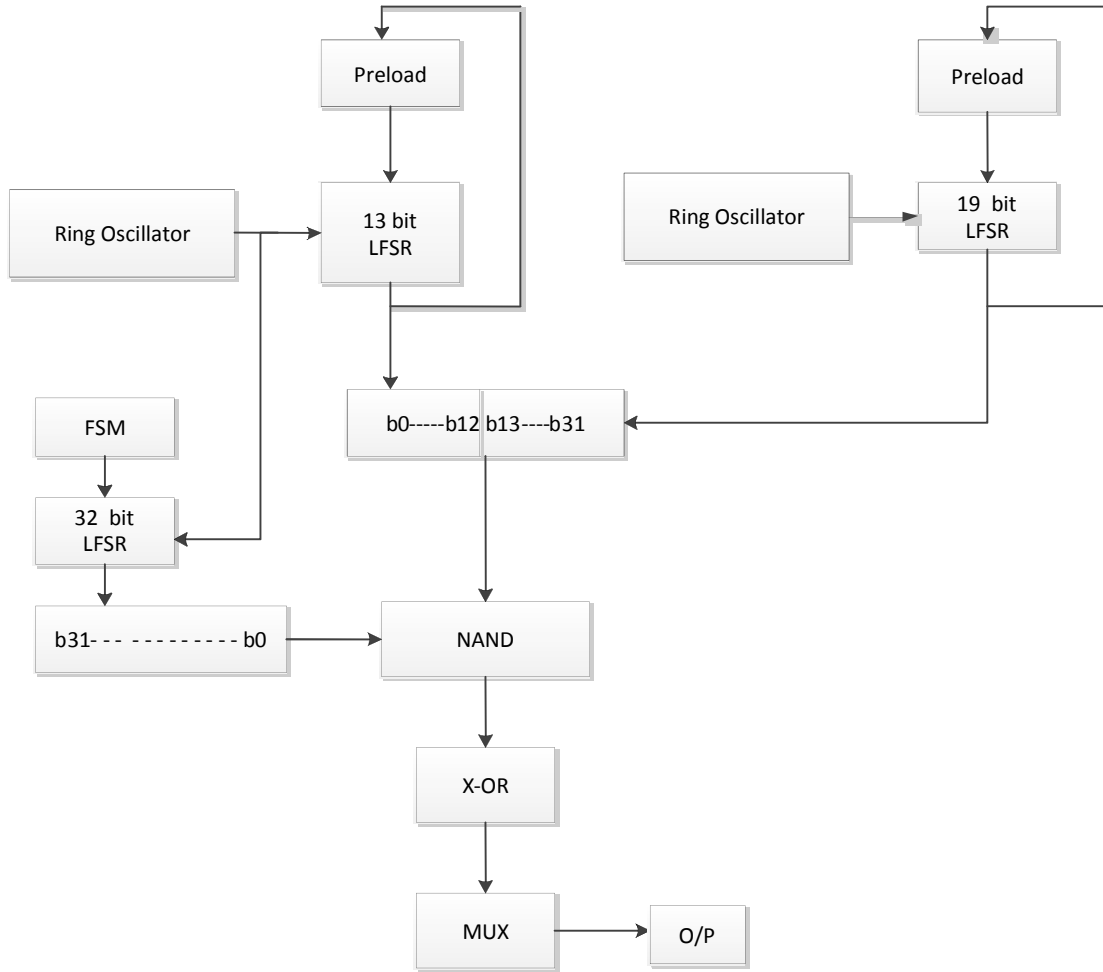 Preload
Preload
Ring Oscillator
13 bit
LFSR
Ring Oscillator
19 bit
LFSR
b0-----b12 b13----b31
FSM
32 bit
LFSR
b31- - - - - - - - - - - - - b0
NAND
X-OR
MUX
O/P